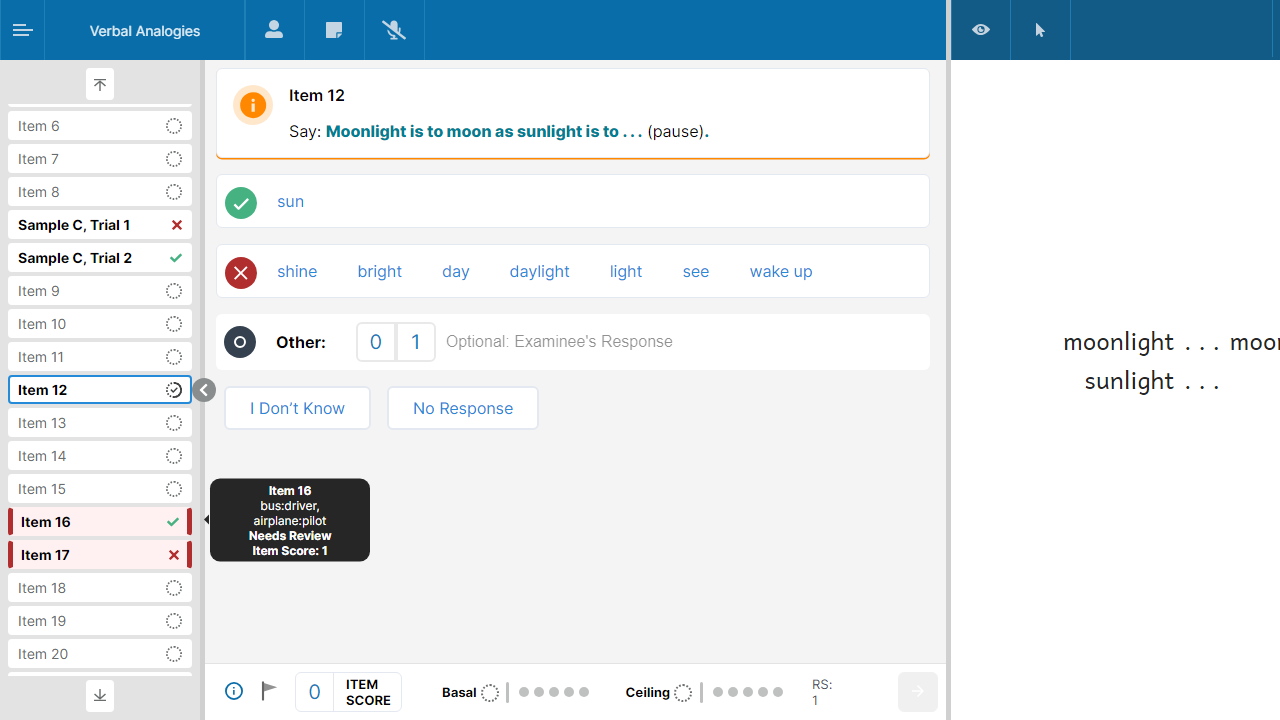 Verbal Analogies
Item 6
Item 7
Item 8
Sample C, Trial 1
Sample C, Trial 2
Item 9
Item 10
Item 11
Item 12
Item 13
Item 14
Item 15
Item 16
Item 17
Item 18
Item 19
Item 20
Item 12
Say: Moonlight is to moon as sunlight is to . . . (pause).
sun
shine bright day daylight light see wake up
Other: 0 1 Optional: Examinee's Response
I Don’t Know No Response
Item 16
bus:driver,
airplane:pilot
Needs Review
Item Score: 1
0 ITEM SCORE
Basal
Ceiling
RS:
1
moonlight . . . moon
sunlight . . .